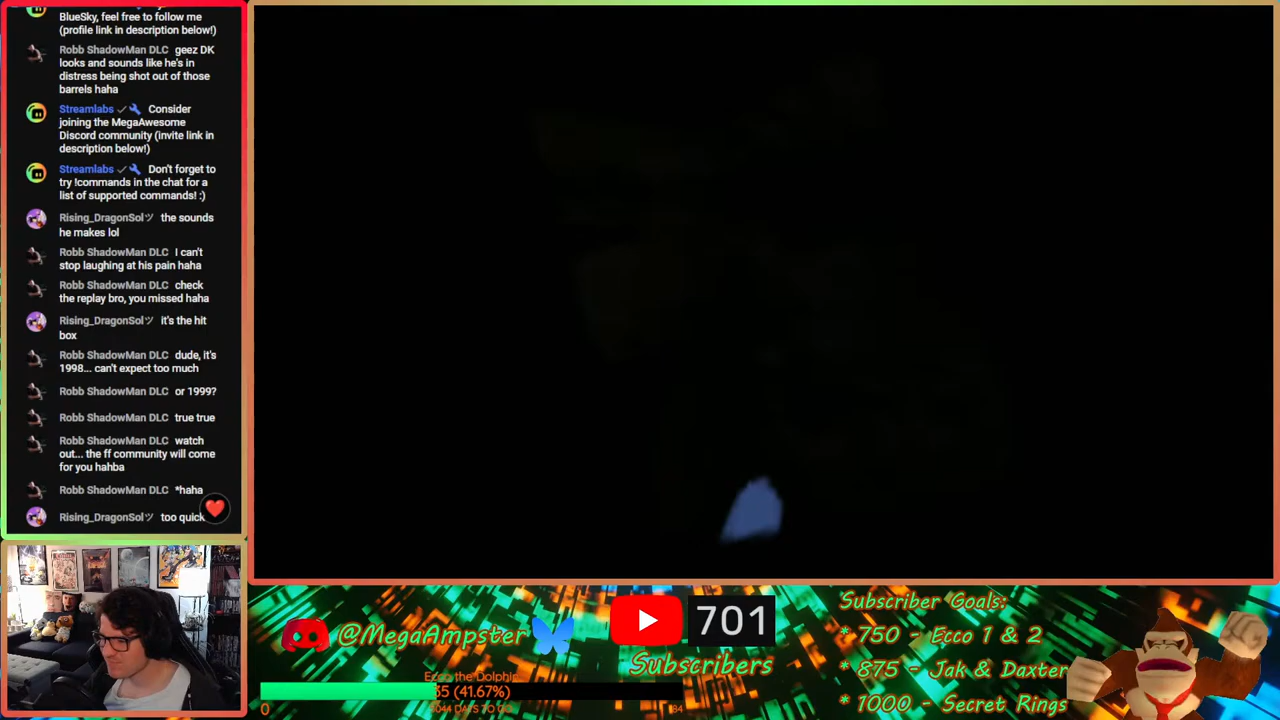 BlueSky, feel free to follow me
(profile link in description below!)
Robb ShadowMan DLC geez DK
looks and sounds like he's in
distress being shot out of those
barrels haha
Streamlabs Consider
joining the MegaAwesome
Discord community (invite link in
description below!)
Streamlabs Don't forget to
try !commands in the chat for a
list of supported commands! :)
Rising_DragonSolツ the sounds
he makes lol
Robb ShadowMan DLC I can't
stop laughing at his pain haha
Robb ShadowMan DLC check
the replay bro, you missed haha
Rising_DragonSolツ it's the hit
box
Robb ShadowMan DLC dude, it's
1998... can't expect too much
Robb ShadowMan DLC or 1999?
Robb ShadowMan DLC true true
Robb ShadowMan DLC watch
out... the ff community will come
for you hahba
Robb ShadowMan DLC *haha
Rising_DragonSolツ too quick
@MegaAmpster
Ecco the Dolphin
35 (41.67%)
0
84
701
Subscribers
Subscriber Goals:
* 750 - Ecco 1 & 2
* 875 - Jak & Daxter
* 1000 - Secret Rings